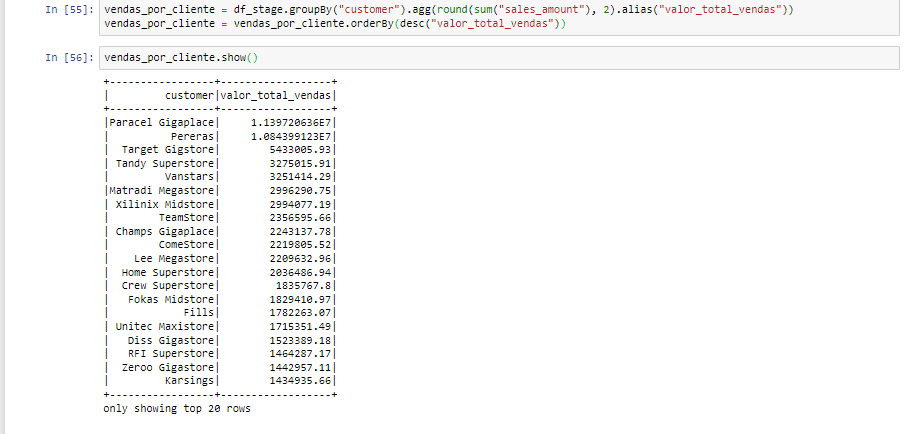 In [55]: vendas_por_cliente = df_stage.groupBy("customer").agg(round(sum("sales_amount"), 2).alias("valor_total_vendas"))
vendas_por_cliente = vendas_por_cliente.orderBy(desc("valor_total_vendas"))
In [56]: vendas_por_cliente.show()
+-----------------+------------------+
|         customer|valor_total_vendas|
+-----------------+------------------+
|Paracel Gigaplace|    1.139720636E7|
|          Pereras|    1.084399123E7|
|  Target Gigstore|       5433005.93|
| Tandy Superstore|       3275015.91|
|         Vanstars|       3251414.29|
|Matradi Megastore|       2996290.75|
| Xilinix Midstore|       2994077.19|
|        TeamStore|       2356595.66|
| Champs Gigaplace|       2243137.78|
|        ComeStore|       2219805.52|
|    Lee Megastore|       2209632.96|
|  Home Superstore|       2036486.94|
|  Crew Superstore|        1835767.8|
|   Fokas Midstore|       1829410.97|
|            Fills|       1782263.07|
| Unitec Maxistore|       1715351.49|
|   Diss Gigastore|       1523389.18|
|   RFI Superstore|       1464287.17|
|  Zeroo Gigastore|       1442957.11|
|         Karsings|       1434935.66|
+-----------------+------------------+
only showing top 20 rows